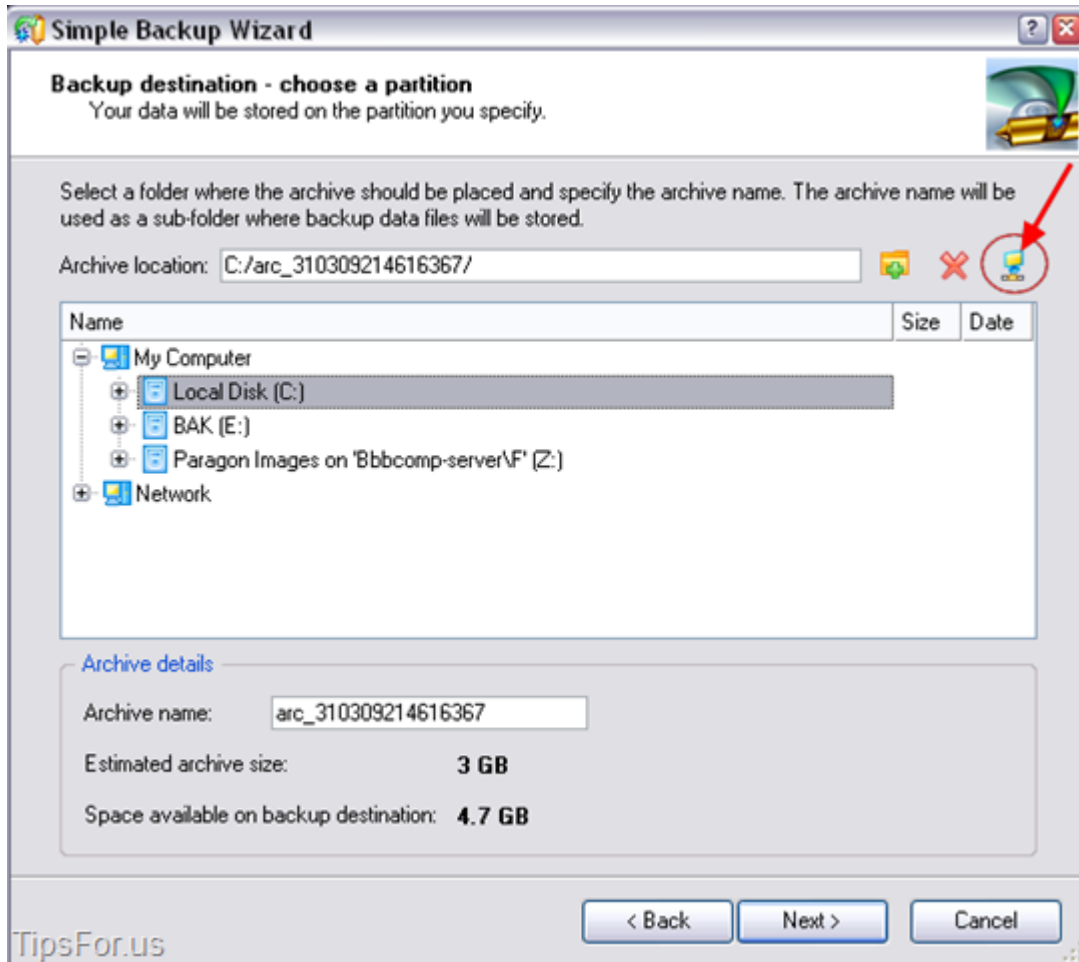 Simple Backup Wizard
Backup destination - choose a partition
Your data will be stored on the partition you specify.
Select a folder where the archive should be placed and specify the archive name. The archive name will be
used as a sub-folder where backup data files will be stored.
Archive location: C:/arc_310309214616367/
Name Size Date
My Computer
Local Disk (C:)
BAK (E:)
Paragon Images on 'Bbbcomp-server\F' (Z:)
Network
Archive details
Archive name: arc_310309214616367
Estimated archive size: 3 GB
Space available on backup destination: 4.7 GB
< Back Next > Cancel
TipsFor.us